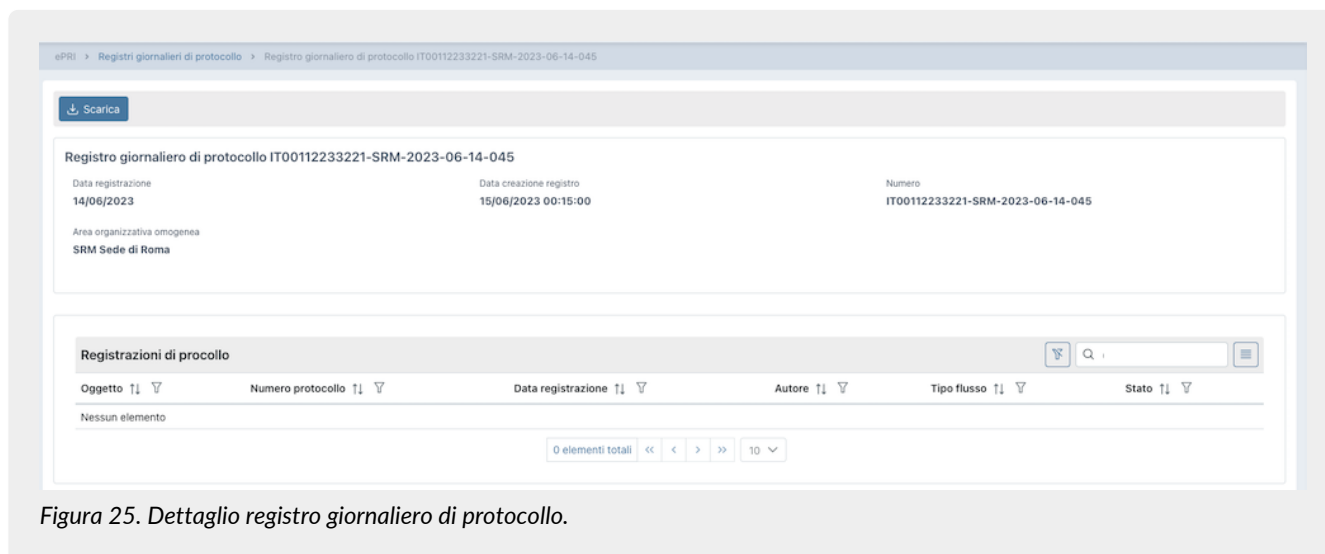 ePRI > Registri giornalieri di protocollo > Registro giornaliero di protocollo IT00112233221-SRM-2023-06-14-045
Scarica
Registro giornaliero di protocollo IT00112233221-SRM-2023-06-14-045
Data registrazione Data creazione registro Numero
14/06/2023 15/06/2023 00:15:00 IT00112233221-SRM-2023-06-14-045
Area organizzativa omogenea
SRM Sede di Roma
Registrazioni di procollo
Oggetto Numero protocollo Data registrazione Autore Tipo flusso Stato
Nessun elemento
0 elementi totali << < > >> 10
Figura 25. Dettaglio registro giornaliero di protocollo.